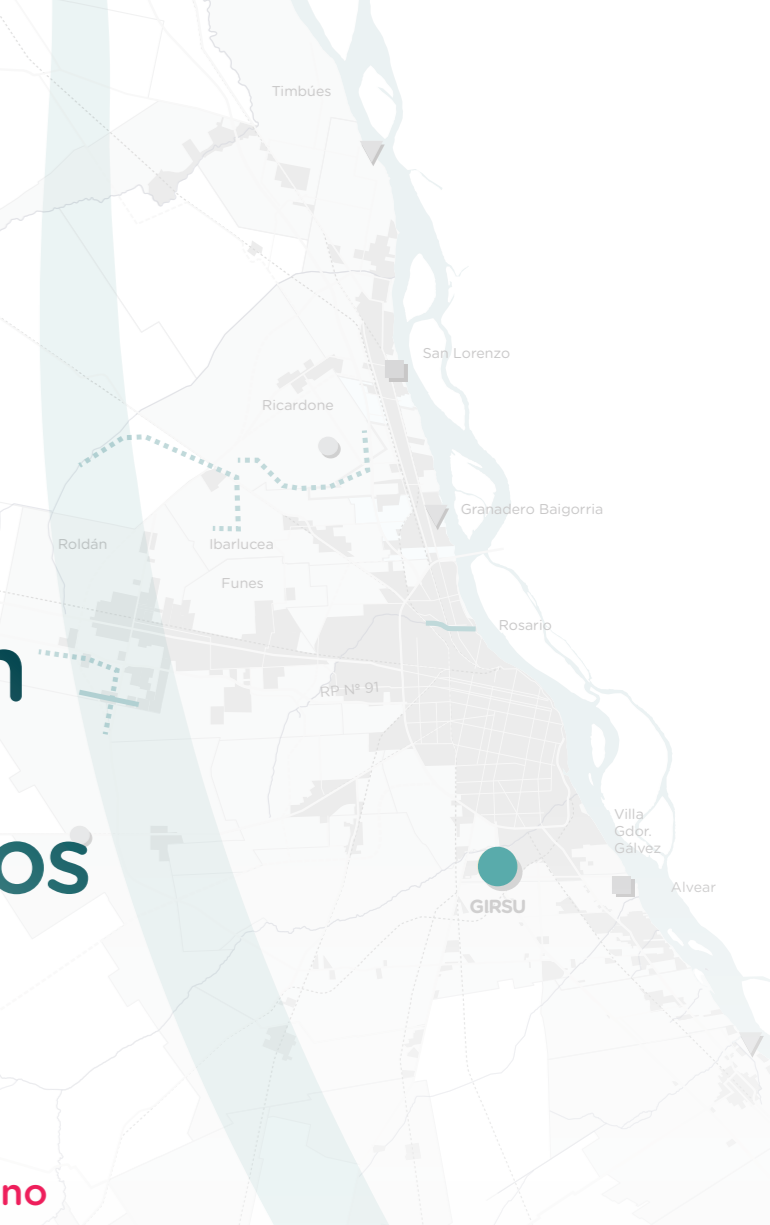 Timbúes
San Lorenzo
Ricardone
Granadero Baigorria
Roldán
Ibarlucea
Funes
Rosario
n
RP Nº 91
Villa
Gdor.
Gálvez
os
Alvear
GIRSU
no